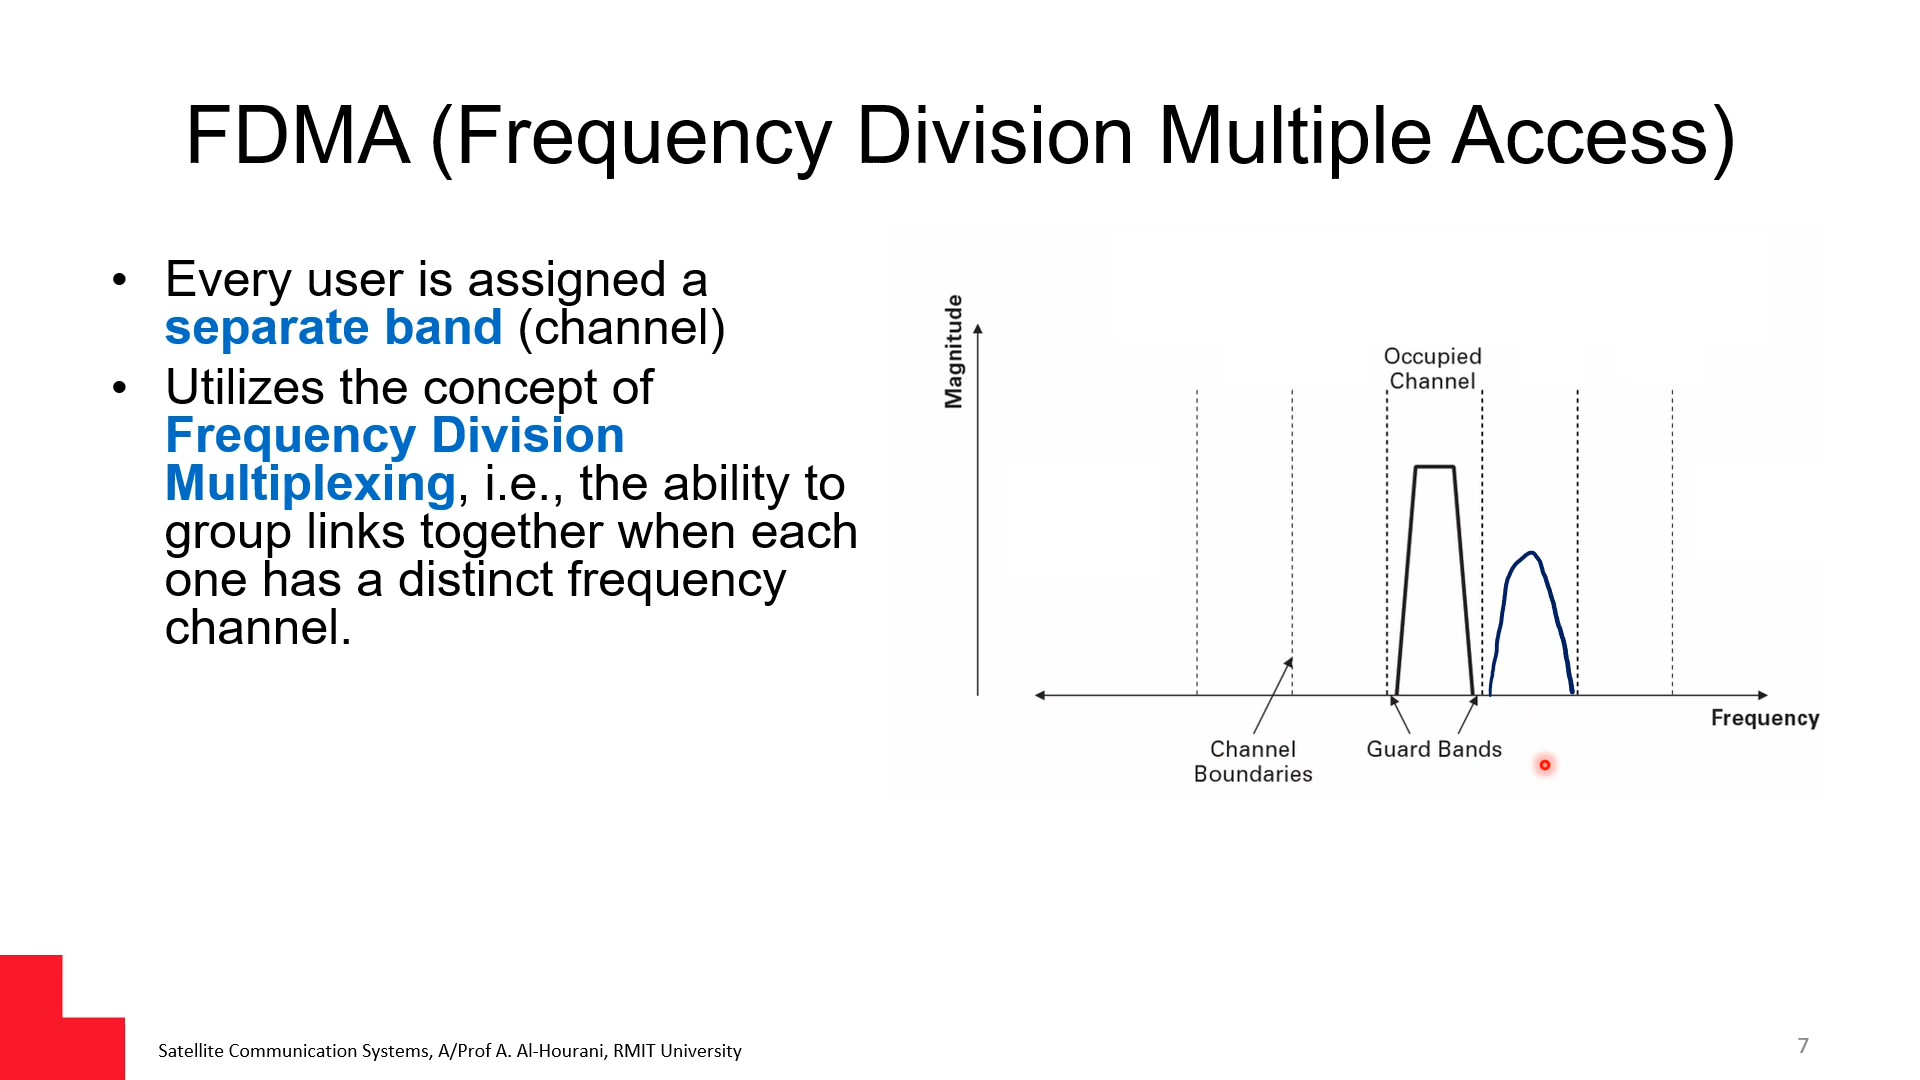 FDMA (Frequency Division Multiple Access)
• Every user is assigned a
separate band (channel)
• Utilizes the concept of
Frequency Division
Multiplexing, i.e., the ability to
group links together when each
one has a distinct frequency
channel.
Magnitude
Occupied
Channel
Frequency
Channel
Boundaries
Guard Bands
Satellite Communication Systems, A/Prof A. Al-Hourani, RMIT University
7